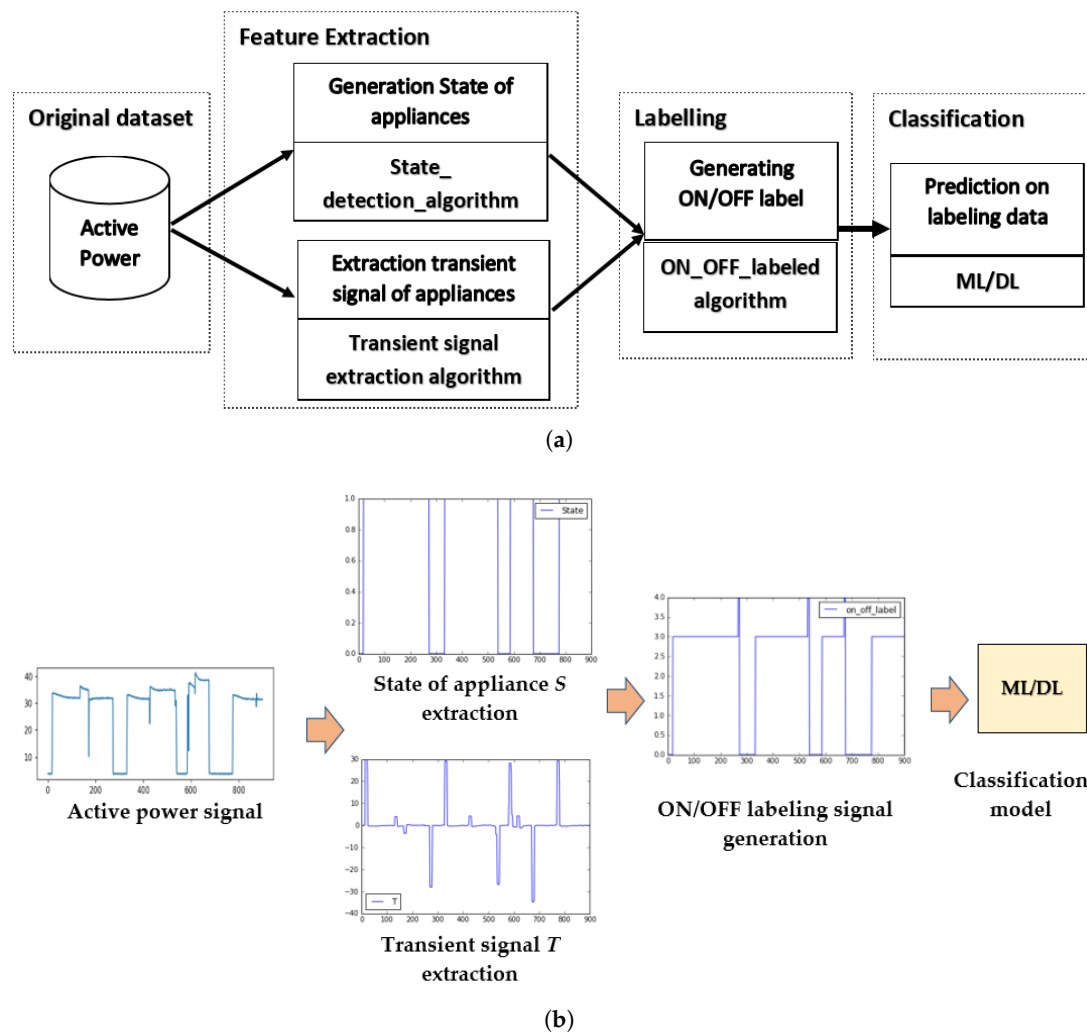 Feature Extraction
Original dataset
Active
Power
Generation State of
appliances
State_
detection_algorithm
Extraction transient
signal of appliances
Transient signal
extraction algorithm
Labelling
Generating
ON/OFF label
ON_OFF_labeled
algorithm
Classification
Prediction on
labeling data
ML/DL
(a)
40
30
20
10
0 200 400 600 800
Active power signal
1.0
0.8
0.6
0.4
0.2
0.0
0 100 200 300 400 500 600 700 800 900
State
State of appliance S
extraction
30
20
10
0
−10
−20
−30
−40
0 100 200 300 400 500 600 700 800 900
T
Transient signal T
extraction
4.0
3.5
3.0
2.5
2.0
1.5
1.0
0.5
0.0
0 100 200 300 400 500 600 700 800 900
on_off_label
ON/OFF labeling signal
generation
ML/DL
Classification
model
(b)